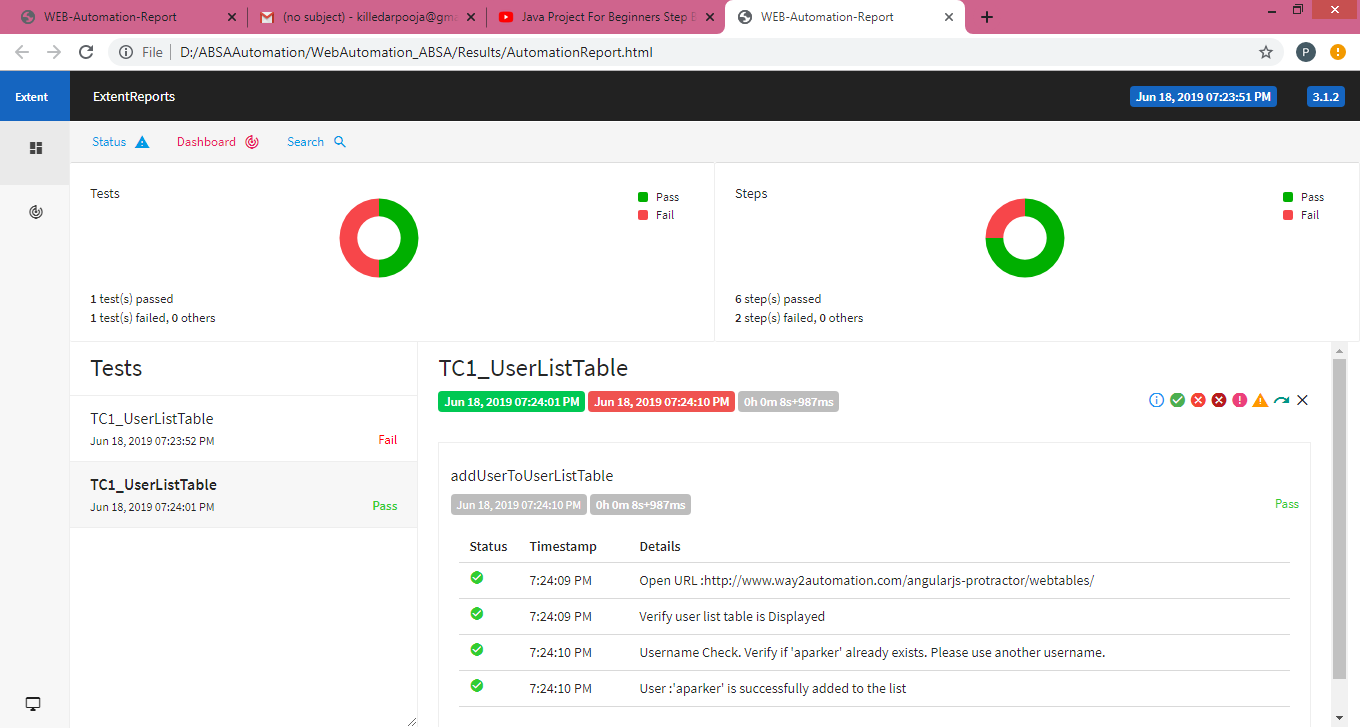 WEB-Automation-Report
(no subject) - killedarpooja@gma
Java Project For Beginners Step B
WEB-Automation-Report
File
D:/ABSAAutomation/WebAutomation_ABSA/Results/AutomationReport.html
P
Extent
ExtentReports
Jun 18, 2019 07:23:51 PM
3.1.2
Status
Dashboard
Search
Tests
Pass
Fail
1 test(s) passed
1 test(s) failed, 0 others
Steps
Pass
Fail
6 step(s) passed
2 step(s) failed, 0 others
Tests
TC1_UserListTable
Jun 18, 2019 07:23:52 PM
Fail
TC1_UserListTable
Jun 18, 2019 07:24:01 PM
Pass
TC1_UserListTable
Jun 18, 2019 07:24:01 PM Jun 18, 2019 07:24:10 PM 0h 0m 8s+987ms
addUserToUserListTable
Jun 18, 2019 07:24:10 PM 0h 0m 8s+987ms
Pass
Status Timestamp Details
7:24:09 PM Open URL :http://www.way2automation.com/angularjs-protractor/webtables/
7:24:09 PM Verify user list table is Displayed
7:24:10 PM Username Check. Verify if 'aparker' already exists. Please use another username.
7:24:10 PM User :'aparker' is successfully added to the list